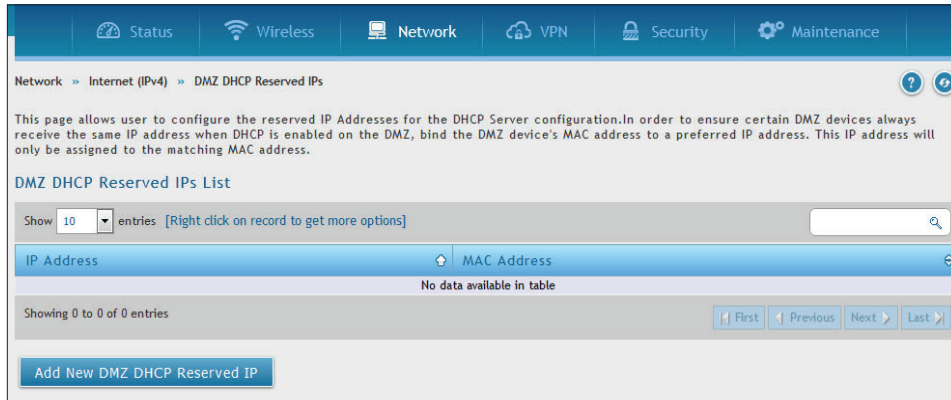 Status Wireless Network VPN Security Maintenance
Network » Internet (IPv4) » DMZ DHCP Reserved IPs
This page allows user to configure the reserved IP Addresses for the DHCP Server configuration.In order to ensure certain DMZ devices always
receive the same IP address when DHCP is enabled on the DMZ, bind the DMZ device's MAC address to a preferred IP address. This IP address will
only be assigned to the matching MAC address.
DMZ DHCP Reserved IPs List
Show 10 entries [Right click on record to get more options]
IP Address MAC Address
No data available in table
Showing 0 to 0 of 0 entries First Previous Next Last
Add New DMZ DHCP Reserved IP